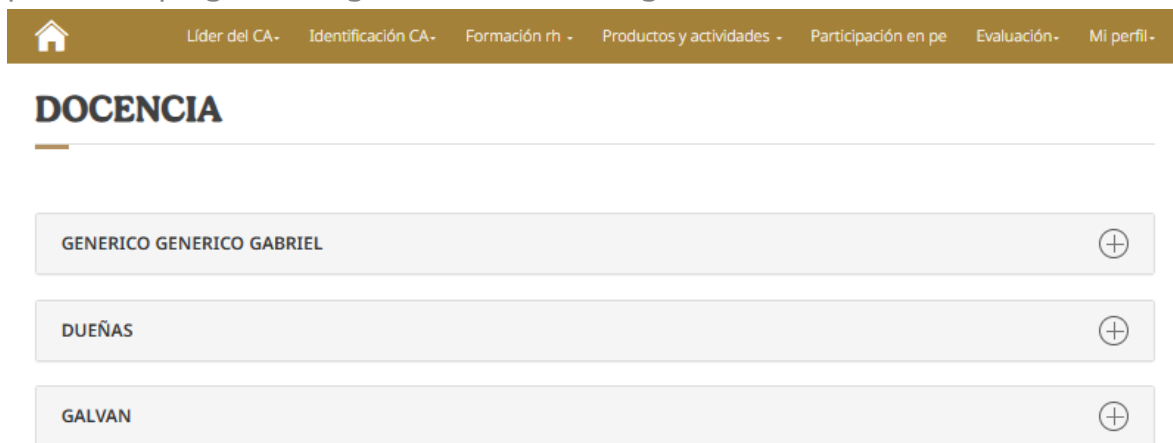 Líder del CA Identificación CA Formación rh Productos y actividades Participación en pe Evaluación Mi perfil
DOCENCIA
GENERICO GENERICO GABRIEL
DUEÑAS
GALVAN